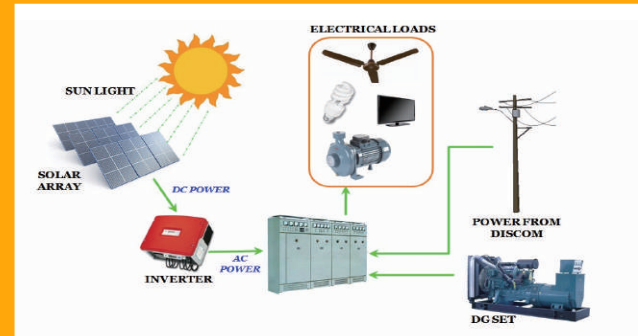 ELECTRICAL LOADS
SUN LIGHT
SOLAR
ARRAY
DC POWER
POWER FROM
DISCOM
AC
POWER
INVERTER
DG SET